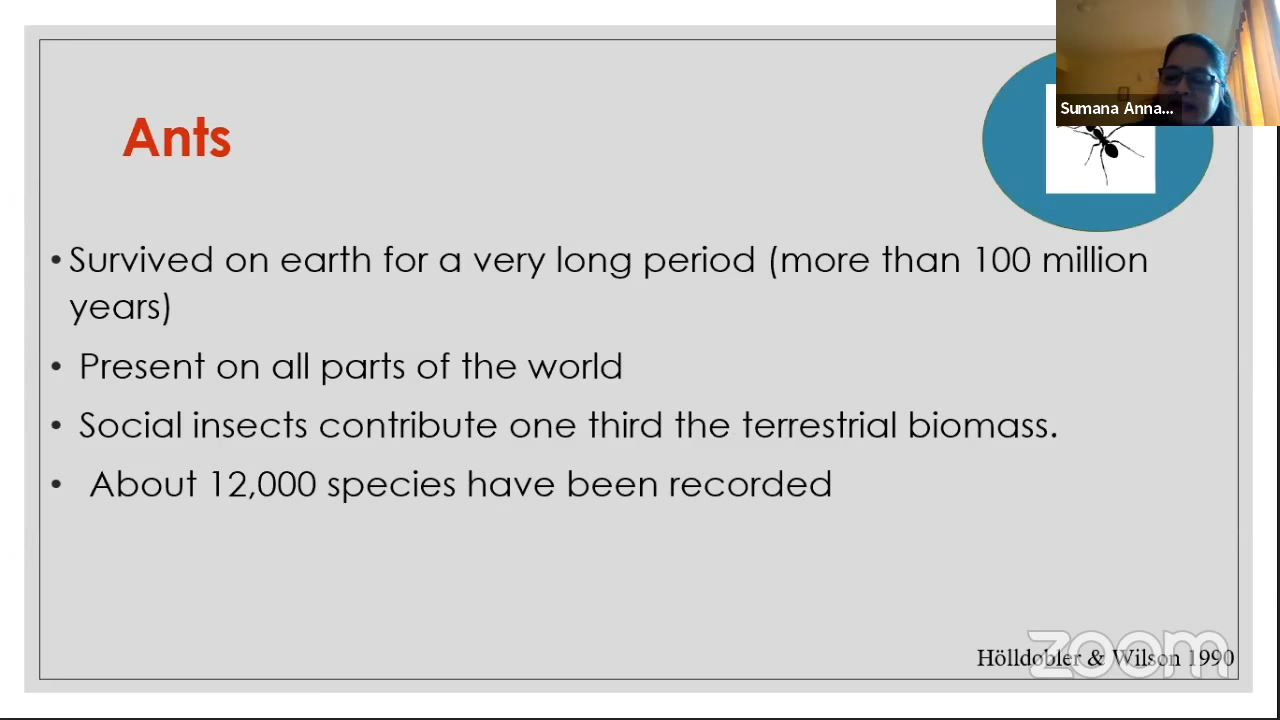 Sumana Anna...
Ants
• Survived on earth for a very long period (more than 100 million
years)
• Present on all parts of the world
• Social insects contribute one third the terrestrial biomass.
• About 12,000 species have been recorded
Hölldobler & Wilson 1990
zoom